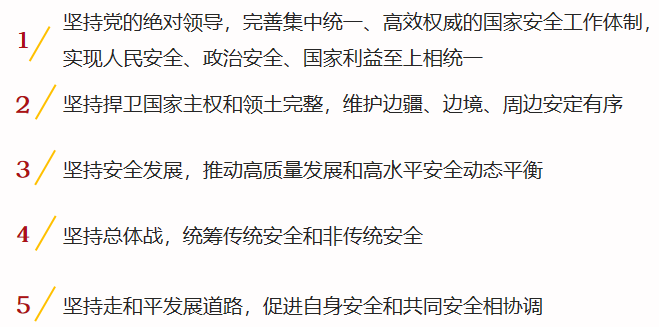 1 坚持党的绝对领导，完善集中统一、高效权威的国家安全工作体制，
实现人民安全、政治安全、国家利益至上相统一
2 坚持捍卫国家主权和领土完整，维护边疆、边境、周边安定有序
3 坚持安全发展，推动高质量发展和高水平安全动态平衡
4 坚持总体战，统筹传统安全和非传统安全
5 坚持走和平发展道路，促进自身安全和共同安全相协调